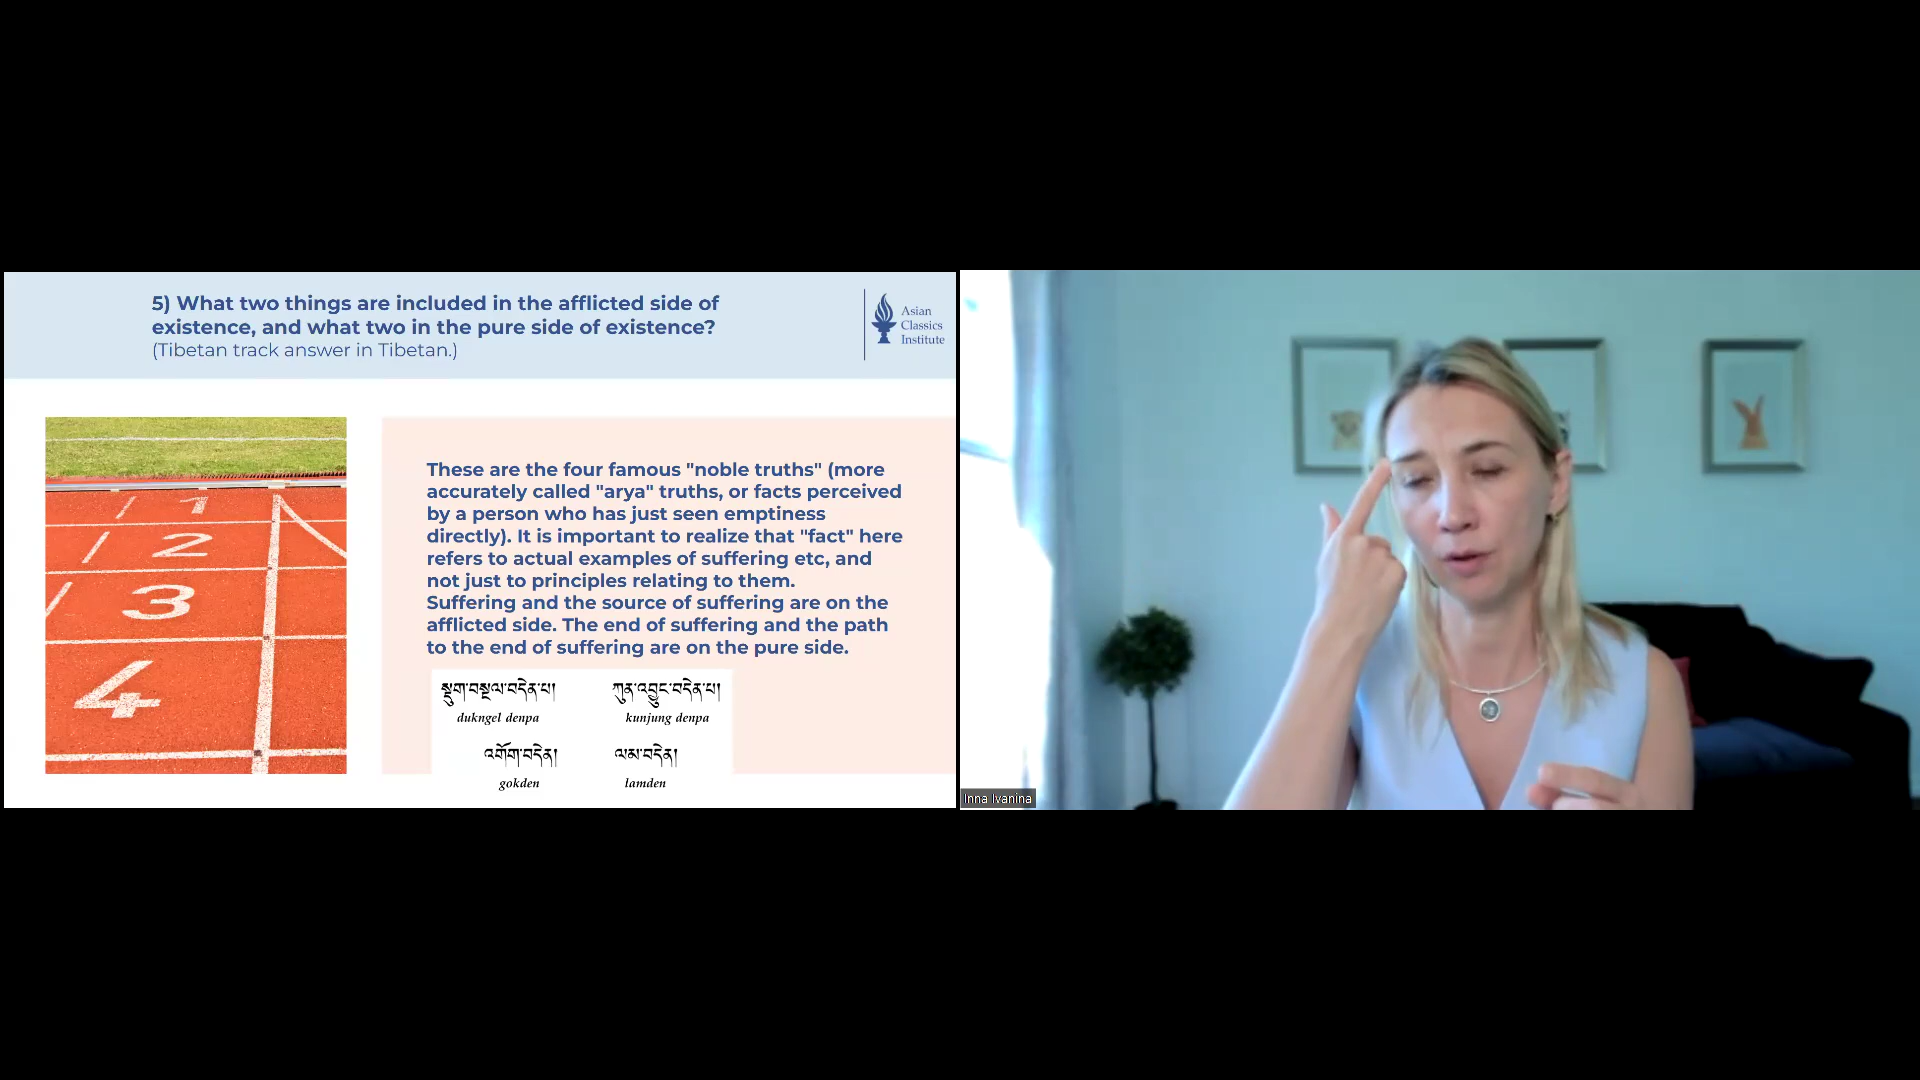 5) What two things are included in the afflicted side of
existence, and what two in the pure side of existence?
(Tibetan track answer in Tibetan.)
Asian
Classics
Institute
1
2
3
4
These are the four famous "noble truths" (more
accurately called "arya" truths, or facts perceived
by a person who has just seen emptiness
directly). It is important to realize that "fact" here
refers to actual examples of suffering etc, and
not just to principles relating to them.
Suffering and the source of suffering are on the
afflicted side. The end of suffering and the path
to the end of suffering are on the pure side.
སྡུག་བསྔལ་བདེན་པ། ཀུན་འབྱུང་བདེན་པ།
dukngel denpa kunjung denpa
འགོག་བདེན། ལམ་བདེན།
gokden lamden
Inna Ivanina